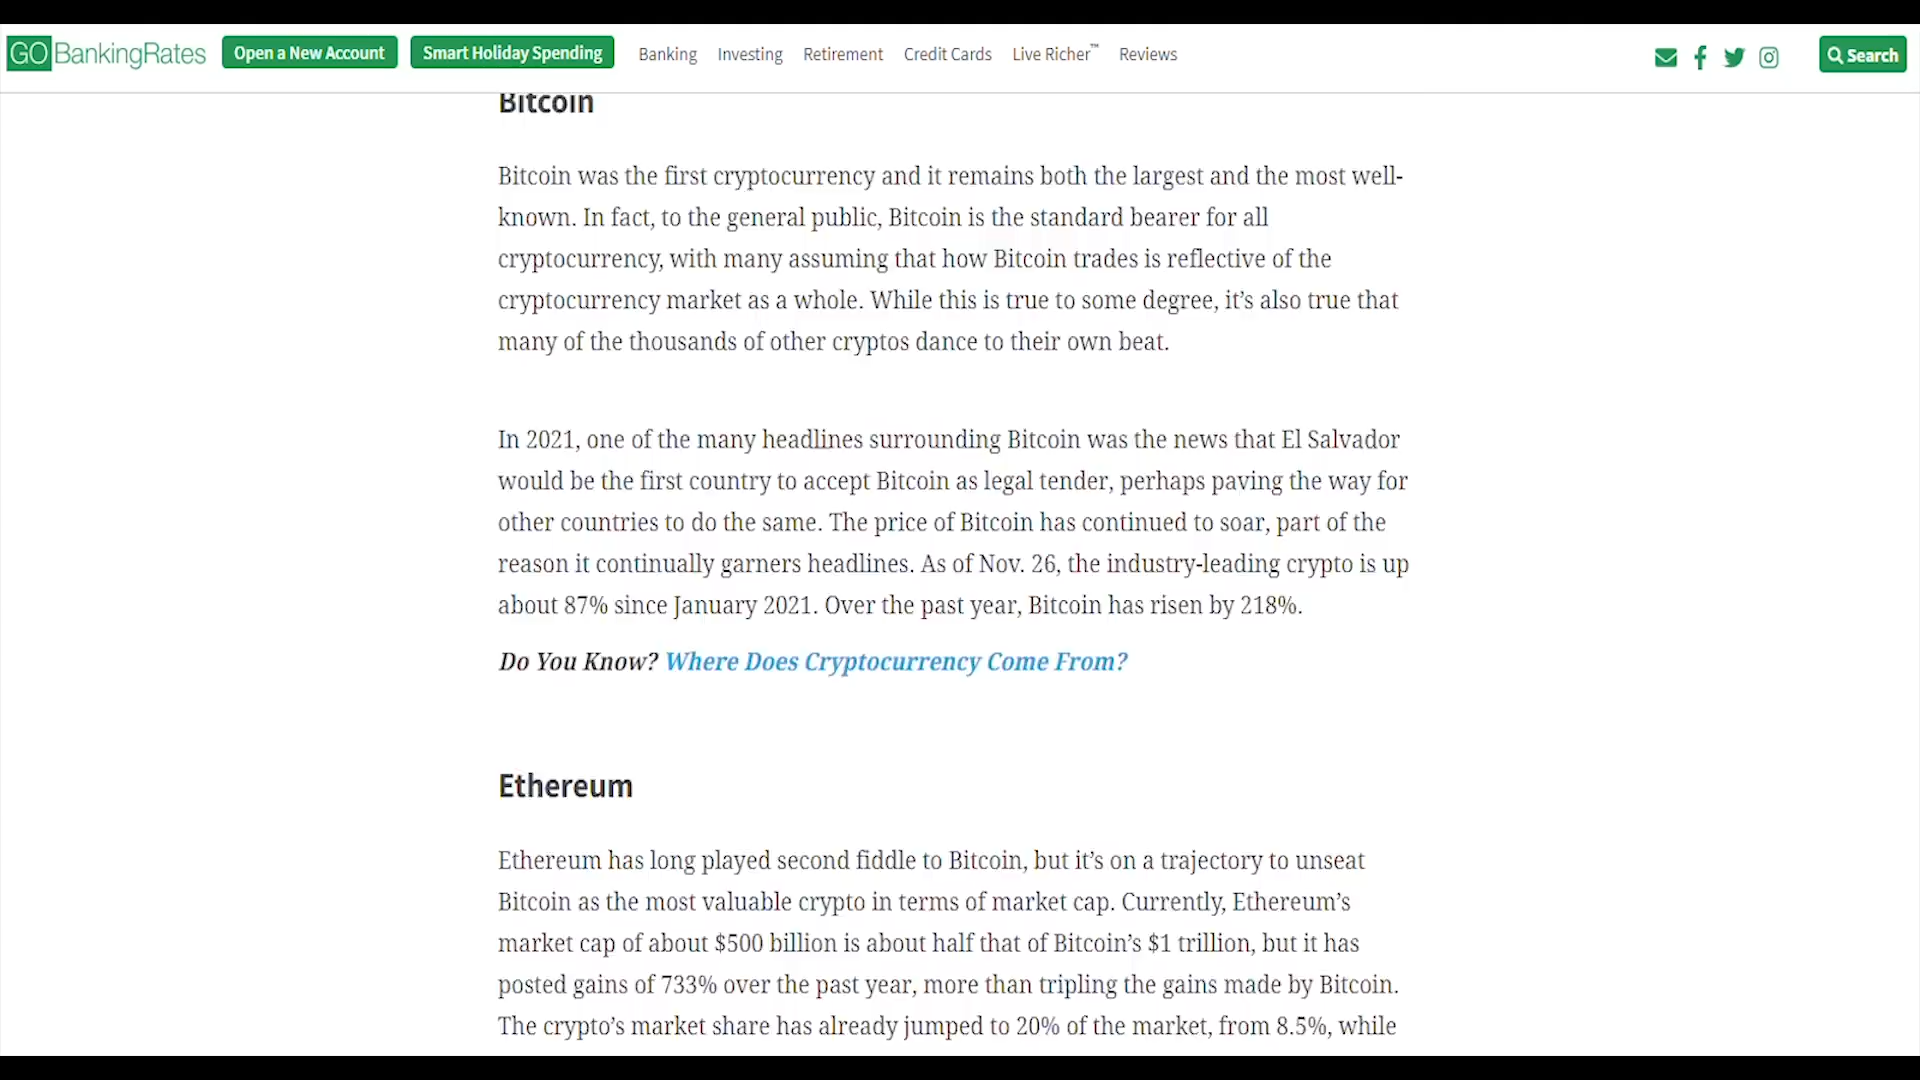 GOBankingRates Open a New Account Smart Holiday Spending Banking Investing Retirement Credit Cards Live Richer™ Reviews Search
Bitcoin
Bitcoin was the first cryptocurrency and it remains both the largest and the most well-
known. In fact, to the general public, Bitcoin is the standard bearer for all
cryptocurrency, with many assuming that how Bitcoin trades is reflective of the
cryptocurrency market as a whole. While this is true to some degree, it’s also true that
many of the thousands of other cryptos dance to their own beat.
In 2021, one of the many headlines surrounding Bitcoin was the news that El Salvador
would be the first country to accept Bitcoin as legal tender, perhaps paving the way for
other countries to do the same. The price of Bitcoin has continued to soar, part of the
reason it continually garners headlines. As of Nov. 26, the industry-leading crypto is up
about 87% since January 2021. Over the past year, Bitcoin has risen by 218%.
Do You Know? Where Does Cryptocurrency Come From?
Ethereum
Ethereum has long played second fiddle to Bitcoin, but it’s on a trajectory to unseat
Bitcoin as the most valuable crypto in terms of market cap. Currently, Ethereum’s
market cap of about $500 billion is about half that of Bitcoin’s $1 trillion, but it has
posted gains of 733% over the past year, more than tripling the gains made by Bitcoin.
The crypto’s market share has already jumped to 20% of the market, from 8.5%, while